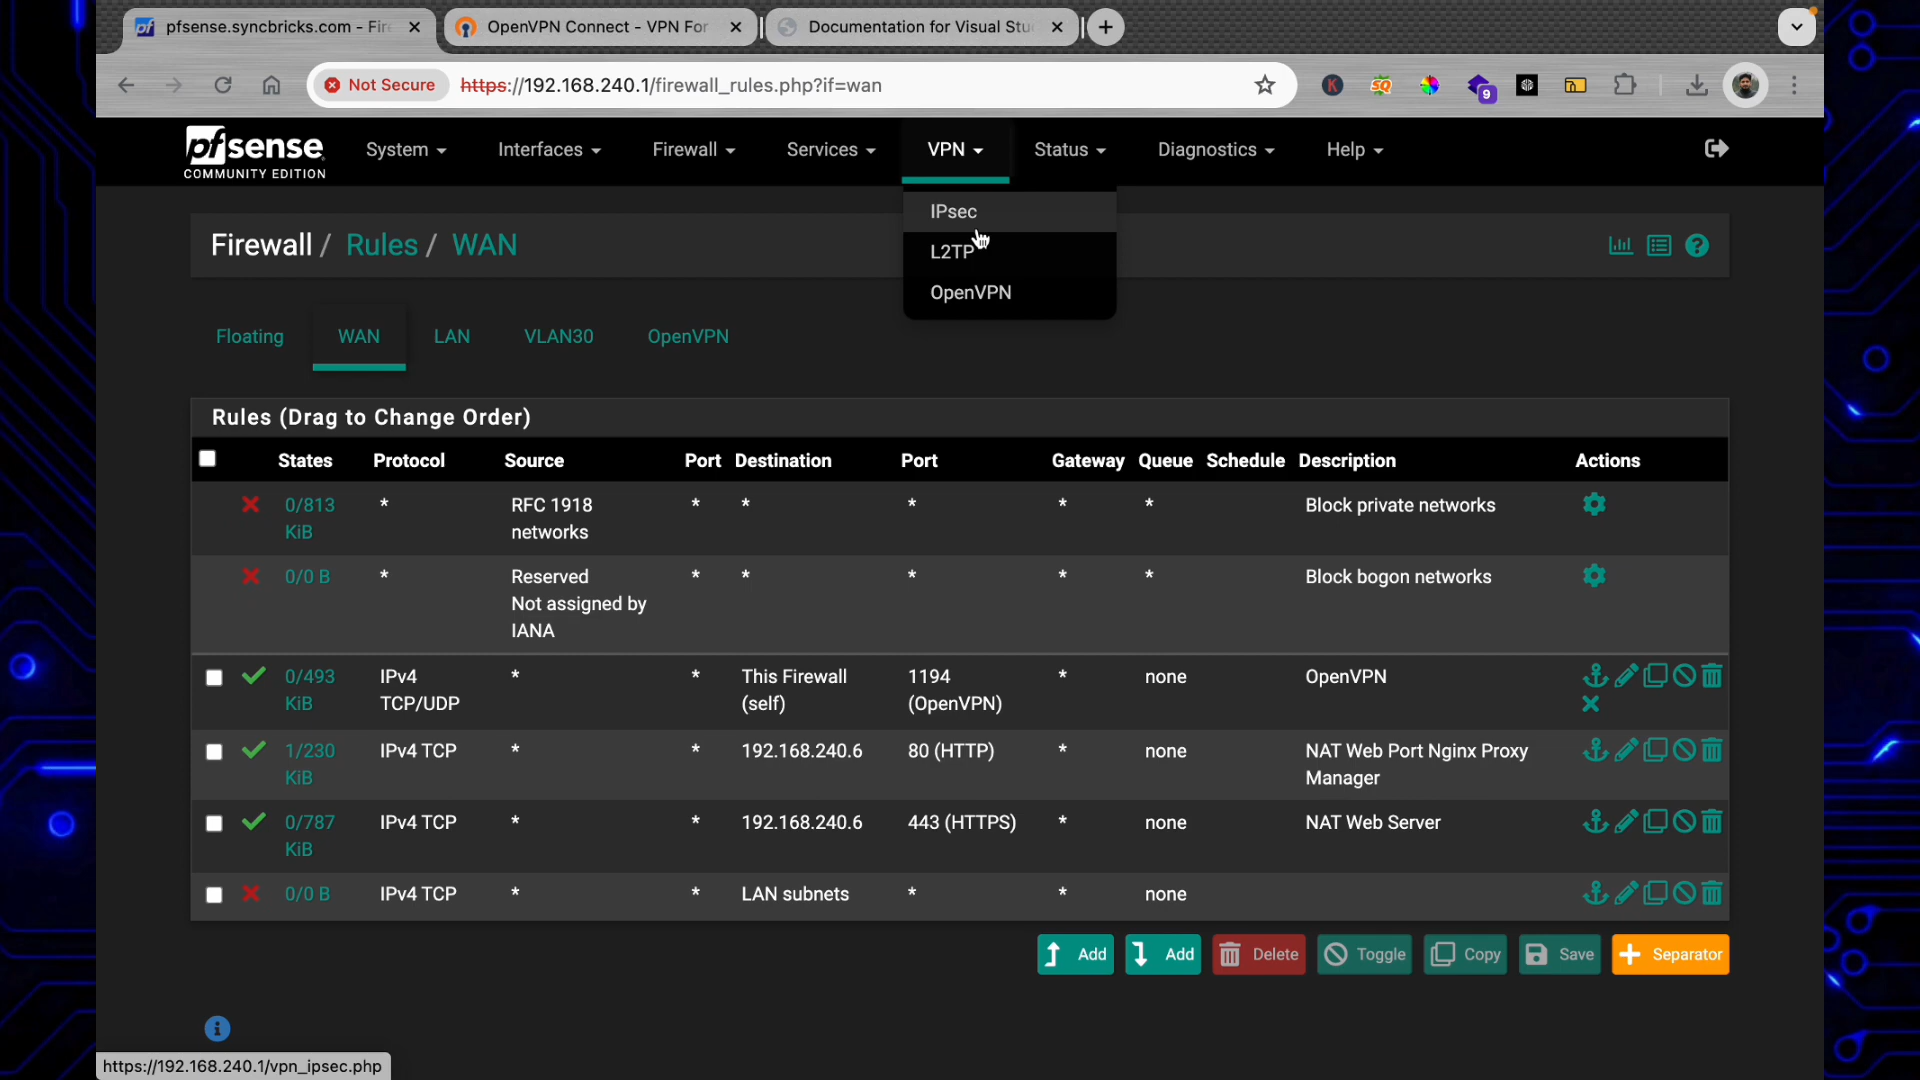 pfsense.syncbricks.com - Fir
OpenVPN Connect - VPN For
Documentation for Visual Stu
Not Secure https://192.168.240.1/firewall_rules.php?if=wan
K
SQ
9
pfsense
COMMUNITY EDITION
System Interfaces Firewall Services VPN Status Diagnostics Help
IPsec
L2TP
OpenVPN
Firewall / Rules / WAN
Floating WAN LAN VLAN30 OpenVPN
Rules (Drag to Change Order)
States Protocol Source Port Destination Port Gateway Queue Schedule Description Actions
0/813 * RFC 1918 * * * * * Block private networks
KiB networks
0/0 B * Reserved * * * * * Block bogon networks
Not assigned by
IANA
0/493 IPv4 * * This Firewall 1194 * none OpenVPN
KiB TCP/UDP (self) (OpenVPN)
1/230 IPv4 TCP * * 192.168.240.6 80 (HTTP) * none NAT Web Port Nginx Proxy
KiB Manager
0/787 IPv4 TCP * * 192.168.240.6 443 (HTTPS) * none NAT Web Server
KiB
0/0 B IPv4 TCP * * LAN subnets * * none
Add Add Delete Toggle Copy Save Separator
https://192.168.240.1/vpn_ipsec.php